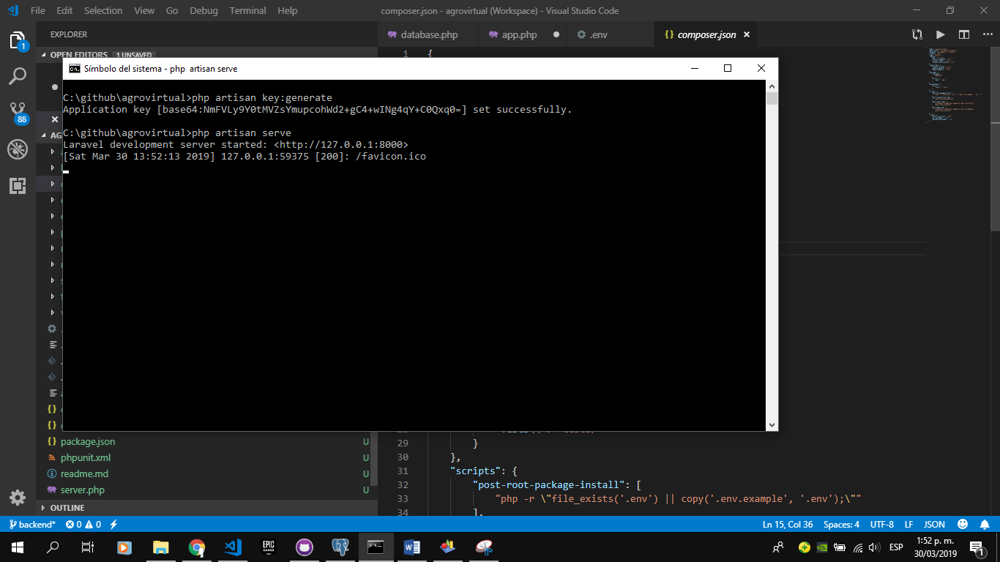 File Edit Selection View Go Debug Terminal Help
composer.json - agrovirtual (Workspace) - Visual Studio Code
EXPLORER
database.php
app.php
.env
{} composer.json
1
OPEN EDITORS 1 UNSAVED
1 {
Símbolo del sistema - php artisan serve
C:\github\agrovirtual>php artisan key:generate
Application key [base64:NmFVLy9Y0tMVZsYmupcohWd2+gC4+wINg4qY+C0Qxq0=] set successfully.
C:\github\agrovirtual>php artisan serve
Laravel development server started: <http://127.0.0.1:8000>
[Sat Mar 30 13:52:13 2019] 127.0.0.1:59375 [200]: /favicon.ico
88
AG
{} package.json U
phpunit.xml U
readme.md U
server.php U
OUTLINE
29 }
30 },
31 "scripts": {
32 "post-root-package-install": [
33 "php -r \"file_exists('.env') || copy('.env.example', '.env');\""
34 ],
backend* 0 0
Ln 15, Col 36 Spaces: 4 UTF-8 LF JSON
EPIC
GAMES
ESP
1:52 p. m.
30/03/2019
1